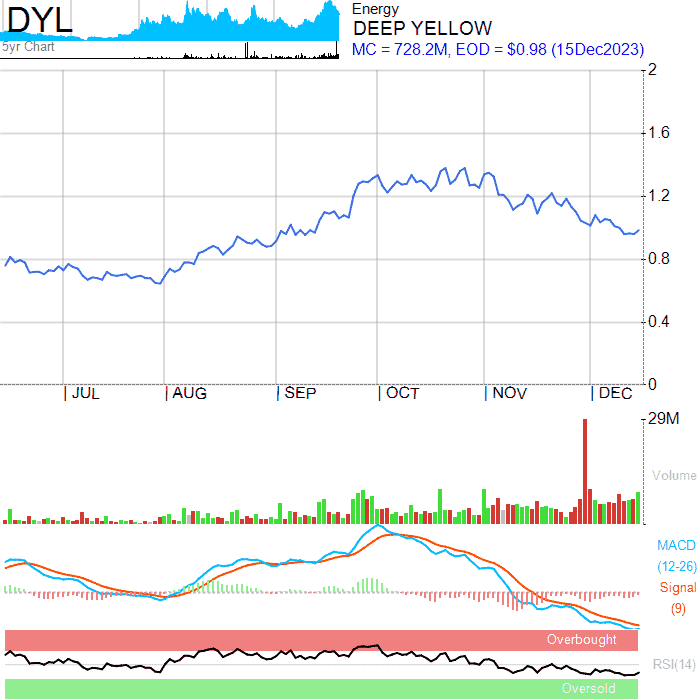 DYL
5yr Chart
Energy
DEEP YELLOW
MC = 728.2M, EOD = $0.98 (15Dec2023)
2
1.6
1.2
0.8
0.4
0
JUL AUG SEP OCT NOV DEC
29M
Volume
MACD
(12-26)
Signal
(9)
Overbought
RSI(14)
Oversold